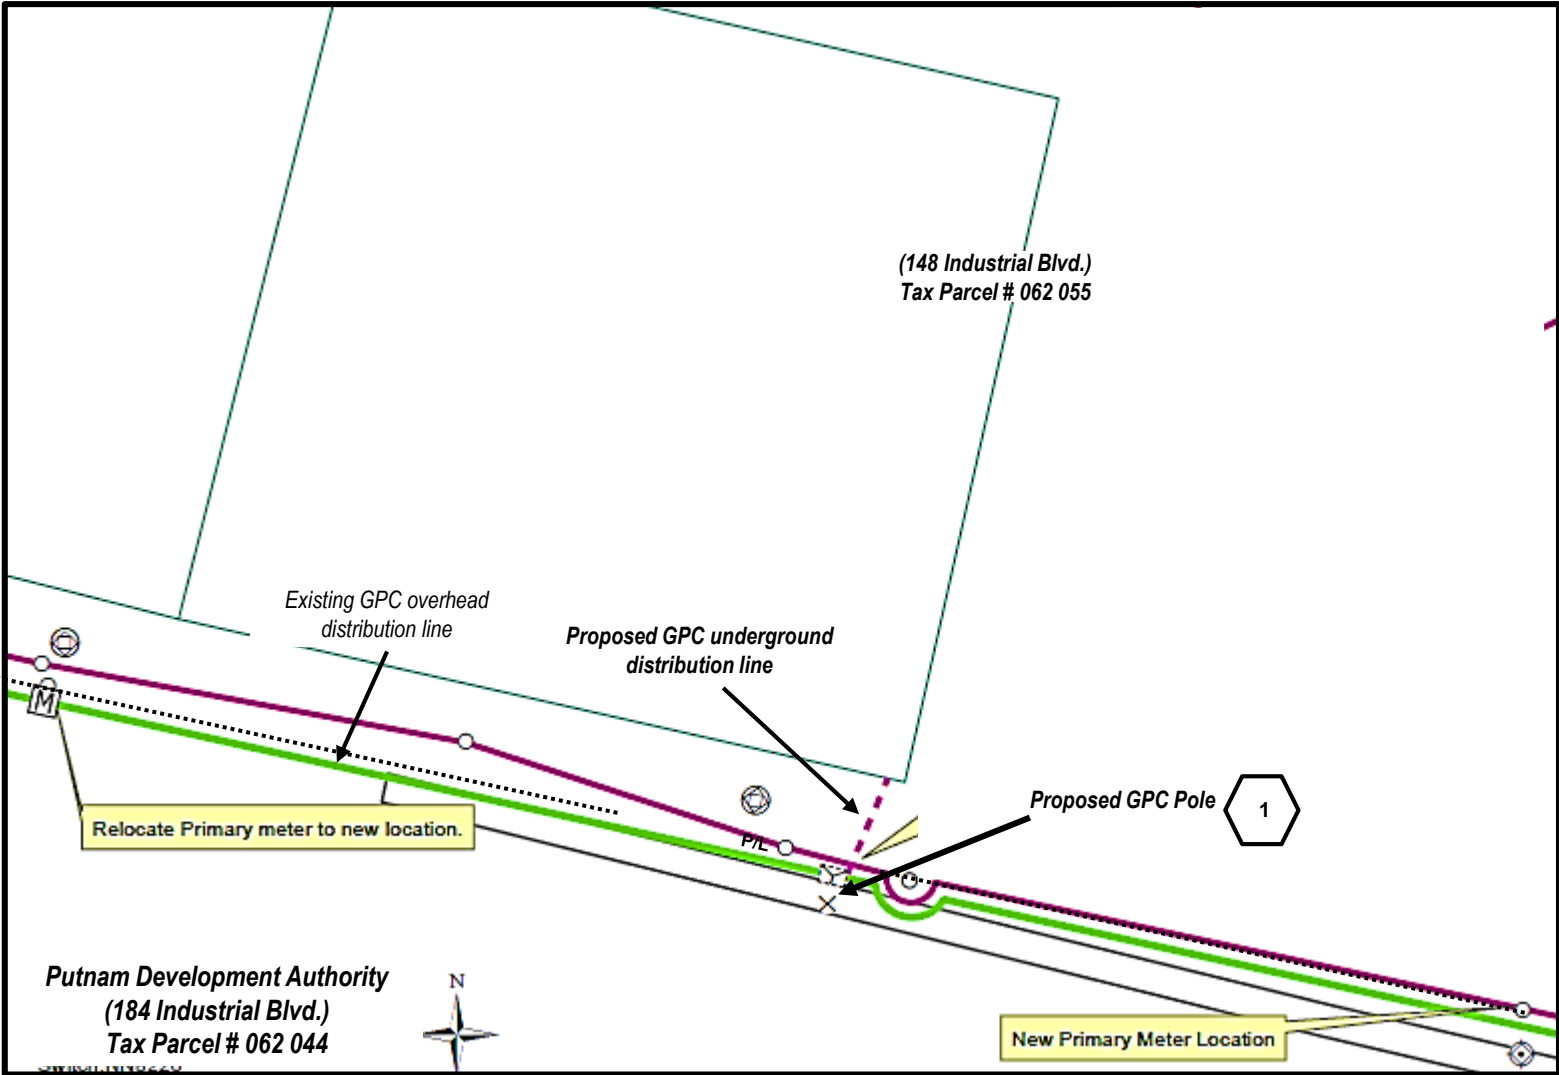 (148 Industrial Blvd.)
Tax Parcel # 062 055
Existing GPC overhead
distribution line
Proposed GPC underground
distribution line
M
Relocate Primary meter to new location.
P/L
Proposed GPC Pole
1
Putnam Development Authority
(184 Industrial Blvd.)
Tax Parcel # 062 044
N
New Primary Meter Location